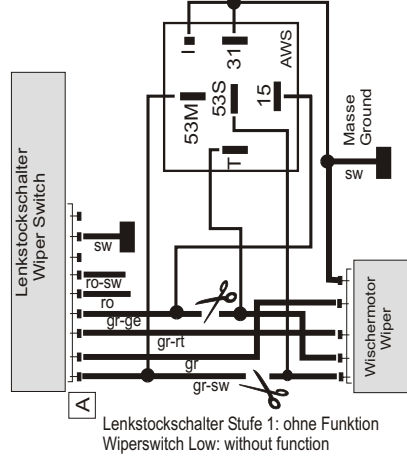 I
31
AWS
53M
53S
15
T
Masse
Ground
sw
Lenkstockschalter
Wiper Switch
sw
ro-sw
ro
gr-ge
gr-rt
gr
gr-sw
Wischermotor
Wiper
A
Lenkstockschalter Stufe 1: ohne Funktion
Wiperswitch Low: without function